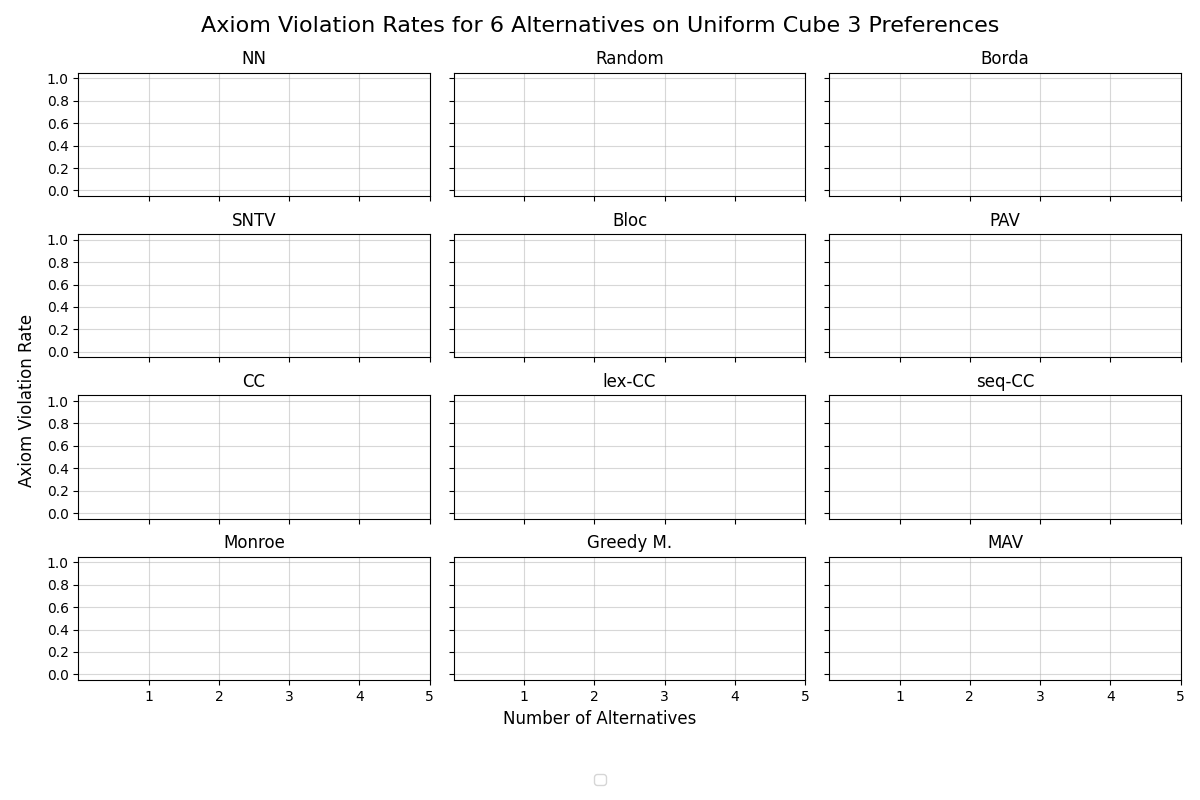 Axiom Violation Rates for 6 Alternatives on Uniform Cube 3 Preferences
NN
Random
Borda
1.0
0.8
0.6
0.4
0.2
0.0
SNTV
Bloc
PAV
1.0
0.8
0.6
0.4
0.2
0.0
Axiom Violation Rate
CC
lex-CC
seq-CC
1.0
0.8
0.6
0.4
0.2
0.0
Monroe
Greedy M.
MAV
1.0
0.8
0.6
0.4
0.2
0.0
1 2 3 4 5
1 2 3 4 5
1 2 3 4 5
Number of Alternatives